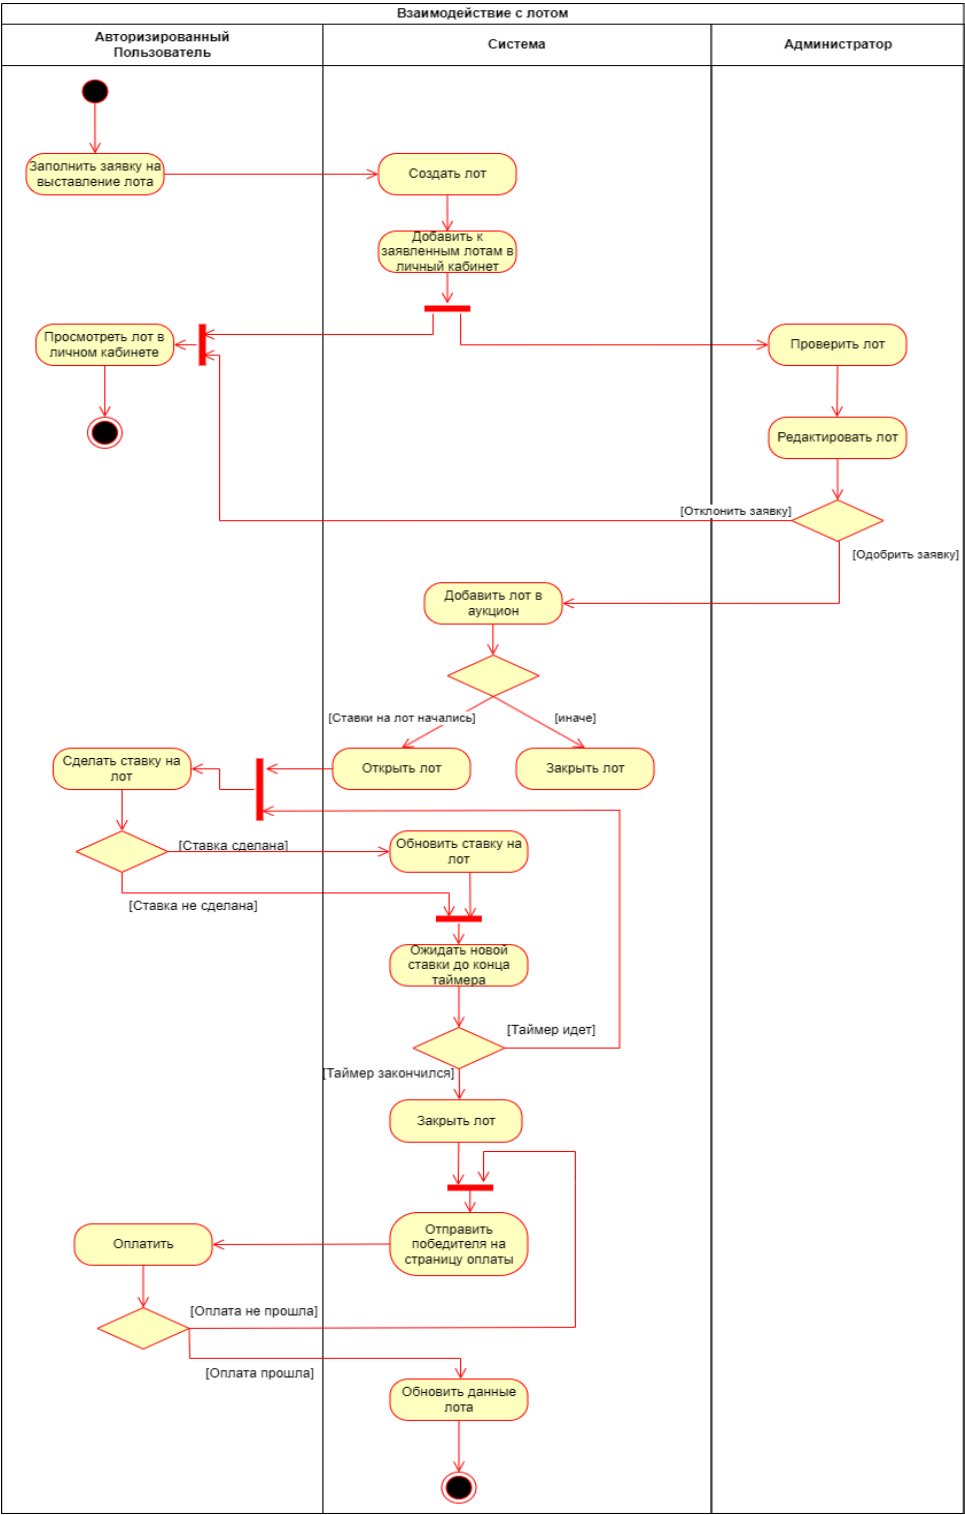 Взаимодействие с лотом
Авторизированный
Пользователь
Система
Администратор
Заполнить заявку на
выставление лота
Создать лот
Добавить к
заявленным лотам в
личный кабинет
Просмотреть лот в
личном кабинете
Проверить лот
Редактировать лот
[Отклонить заявку]
[Одобрить заявку]
Добавить лот в
аукцион
[Ставки на лот начались]
[иначе]
Сделать ставку на
лот
Открыть лот
Закрыть лот
[Ставка сделана]
Обновить ставку на
лот
[Ставка не сделана]
Ожидать новой
ставки до конца
таймера
[Таймер идет]
[Таймер закончился]
Закрыть лот
Оплатить
Отправить
победителя на
страницу оплаты
[Оплата не прошла]
[Оплата прошла]
Обновить данные
лота